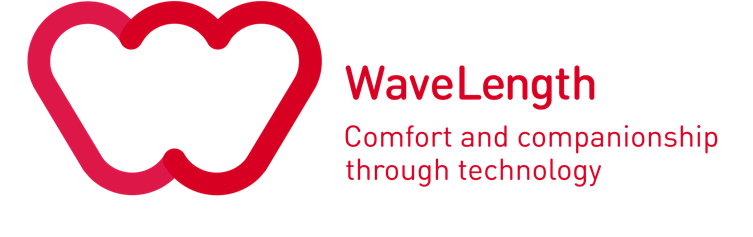 WaveLength
Comfort and companionship
through technology